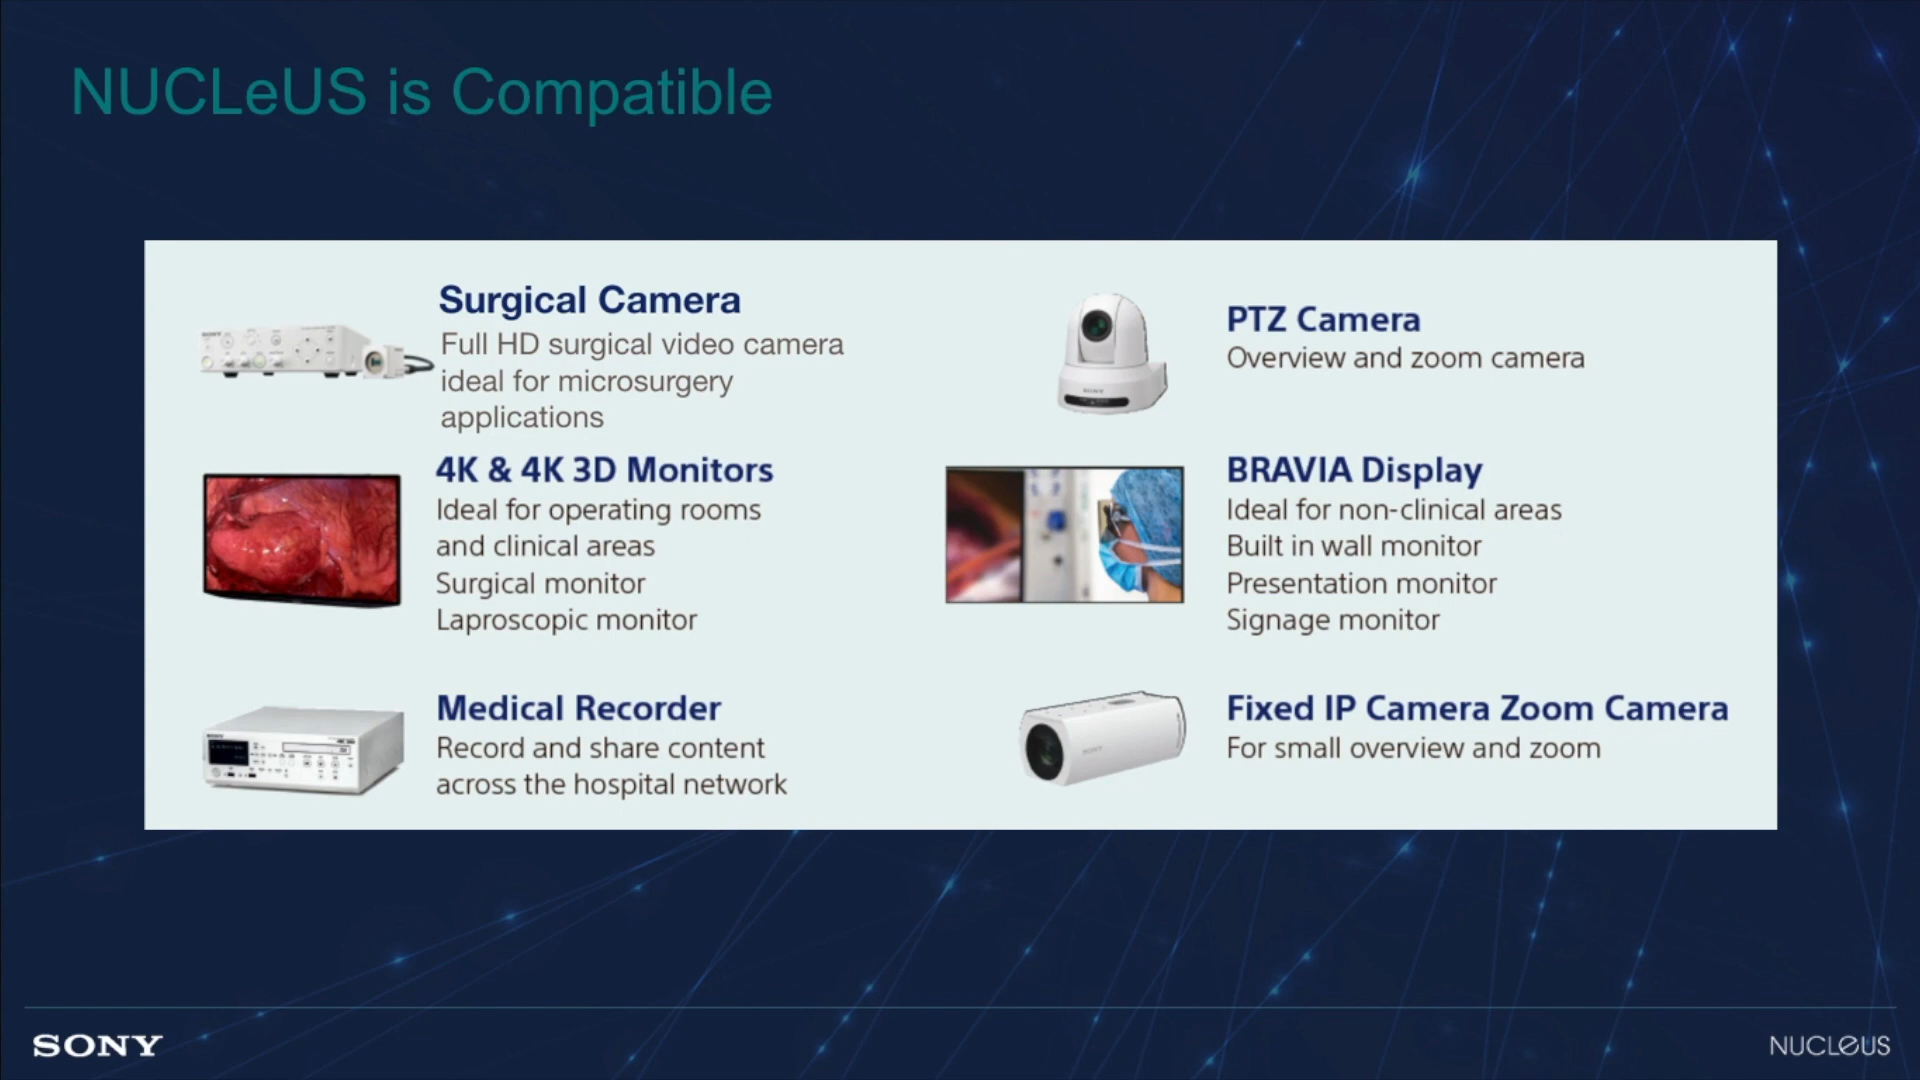 NUCLeUS is Compatible
Surgical Camera
Full HD surgical video camera
ideal for microsurgery
applications
PTZ Camera
Overview and zoom camera
4K & 4K 3D Monitors
Ideal for operating rooms
and clinical areas
Surgical monitor
Laproscopic monitor
BRAVIA Display
Ideal for non-clinical areas
Built in wall monitor
Presentation monitor
Signage monitor
Medical Recorder
Record and share content
across the hospital network
Fixed IP Camera Zoom Camera
For small overview and zoom
SONY
NUCLeUS